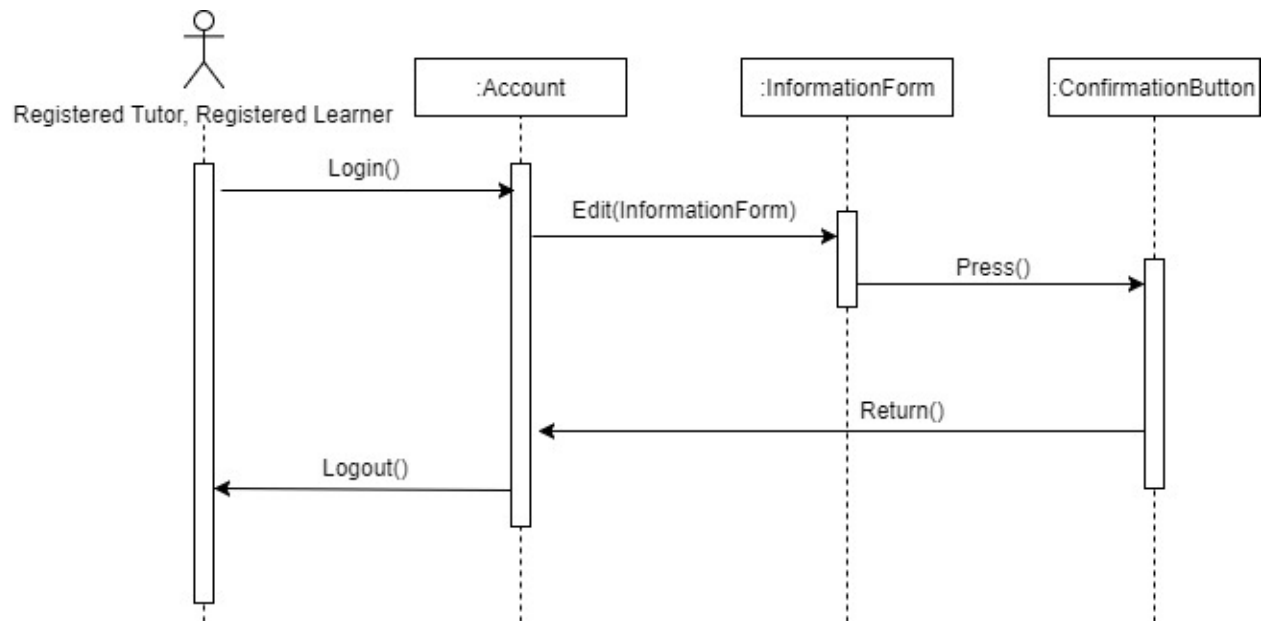 :Account
:InformationForm
:ConfirmationButton
Registered Tutor, Registered Learner
Login()
Edit(InformationForm)
Press()
Return()
Logout()